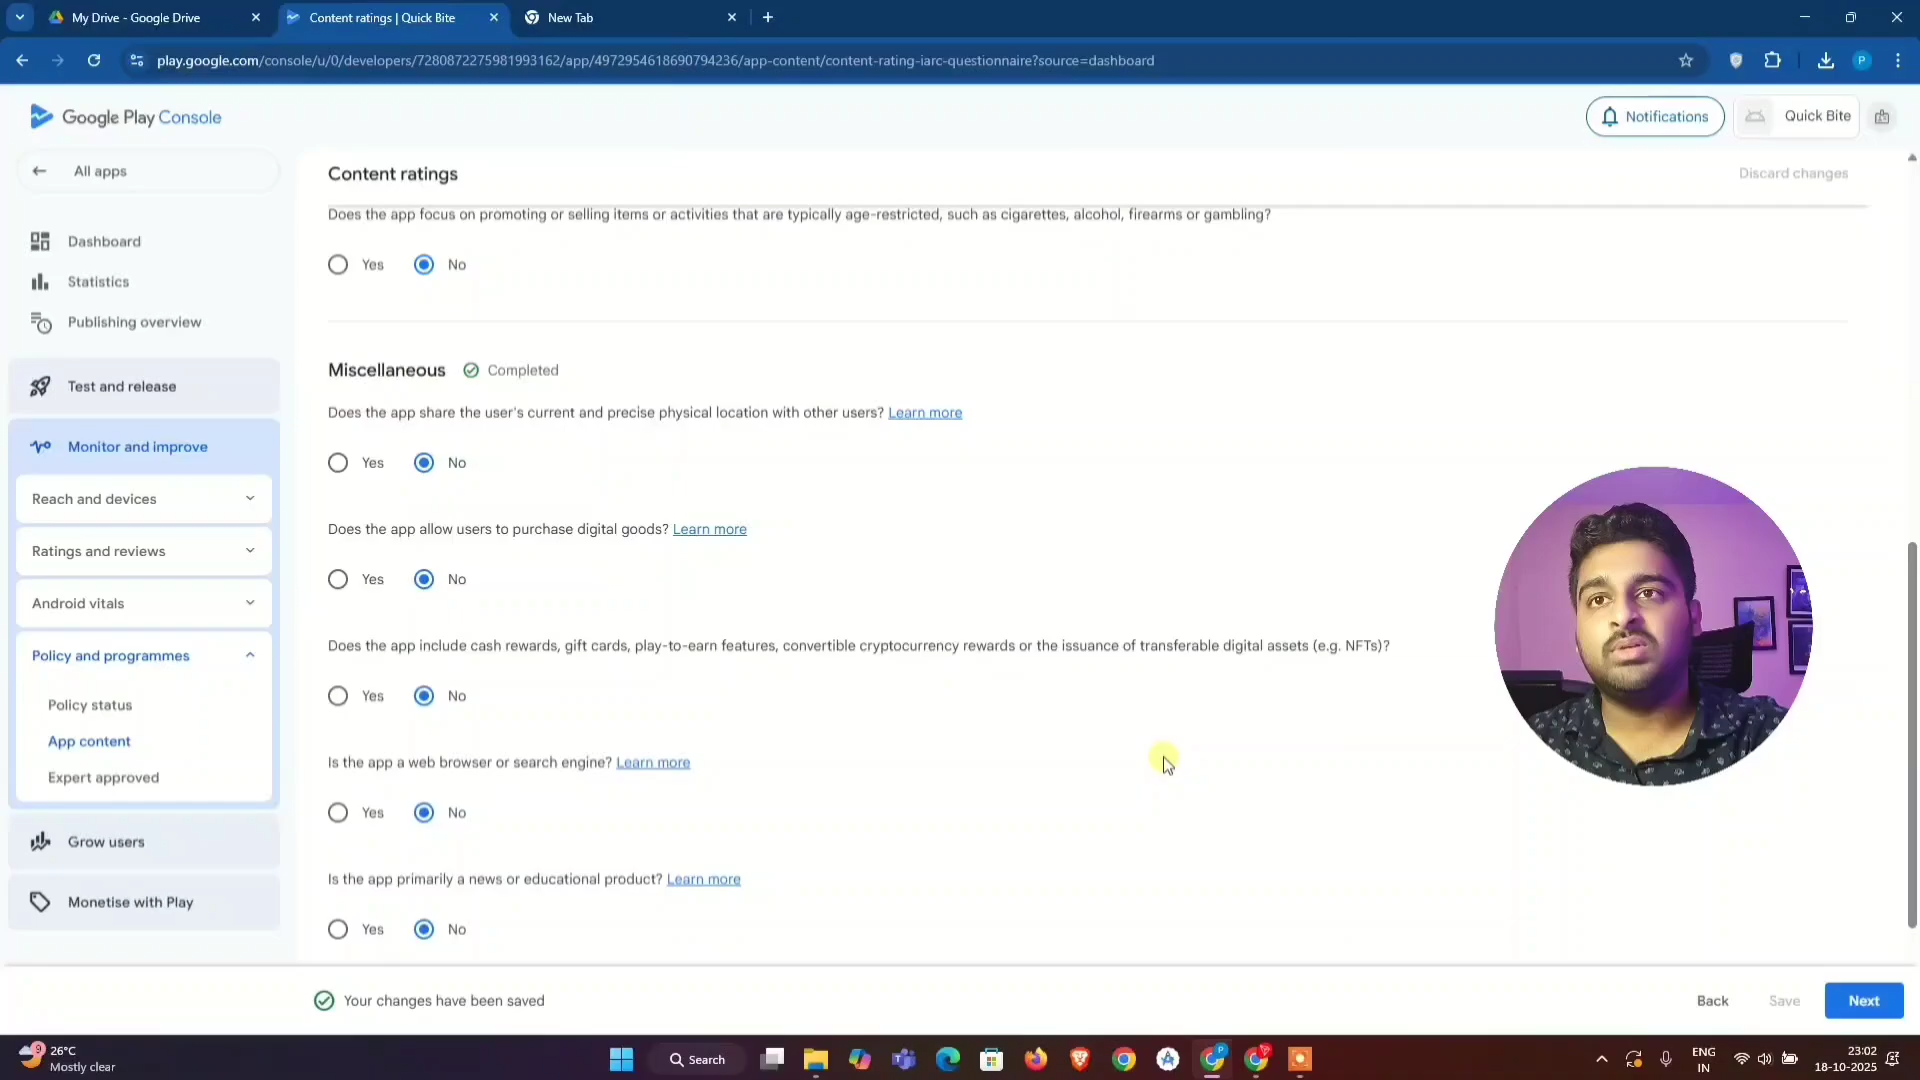 My Drive - Google Drive
Content ratings | Quick Bite
New Tab
play.google.com/console/u/0/developers/7280872275981993162/app/4972954618690794236/app-content/content-rating-iarc-questionnaire?source=dashboard
P
Google Play Console
Notifications
Quick Bite
All apps
Content ratings
Discard changes
Does the app focus on promoting or selling items or activities that are typically age-restricted, such as cigarettes, alcohol, firearms or gambling?
Yes
No
Dashboard
Statistics
Publishing overview
Test and release
Monitor and improve
Reach and devices
Ratings and reviews
Android vitals
Policy and programmes
Policy status
App content
Expert approved
Grow users
Monetise with Play
Miscellaneous
Completed
Does the app share the user's current and precise physical location with other users? Learn more
Yes
No
Does the app allow users to purchase digital goods? Learn more
Yes
No
Does the app include cash rewards, gift cards, play-to-earn features, convertible cryptocurrency rewards or the issuance of transferable digital assets (e.g. NFTs)?
Yes
No
Is the app a web browser or search engine? Learn more
Yes
No
Is the app primarily a news or educational product? Learn more
Yes
No
Your changes have been saved
Back
Save
Next
9
26°C
Mostly clear
Search
P
ENG
IN
23:02
18-10-2025